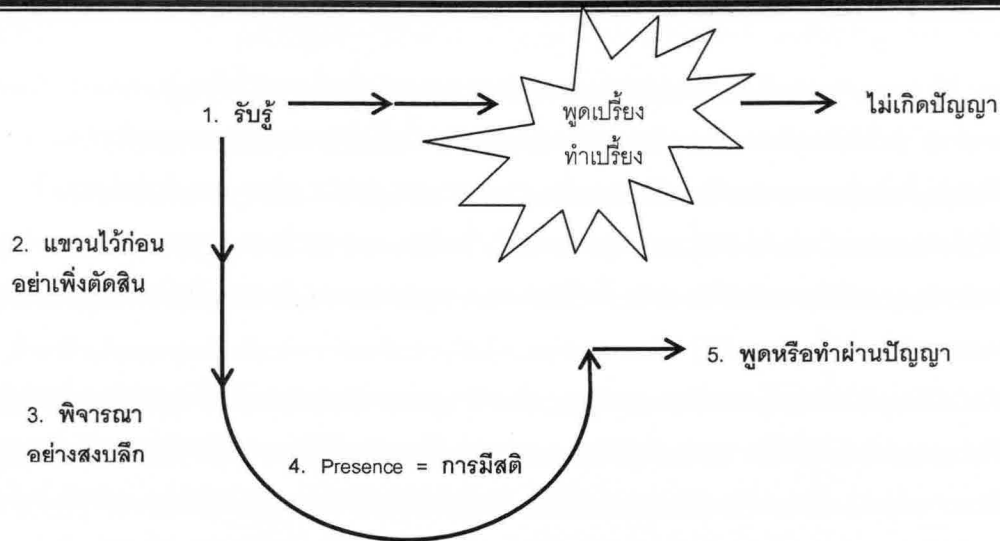 1. รับรู้
พูดเปรี้ยง
ทำเปรี้ยง
ไม่เกิดปัญญา
2. แขวนไว้ก่อน
อย่าเพิ่งตัดสิน
3. พิจารณา
อย่างสงบลึก
4. Presence = การมีสติ
5. พูดหรือทำผ่านปัญญา